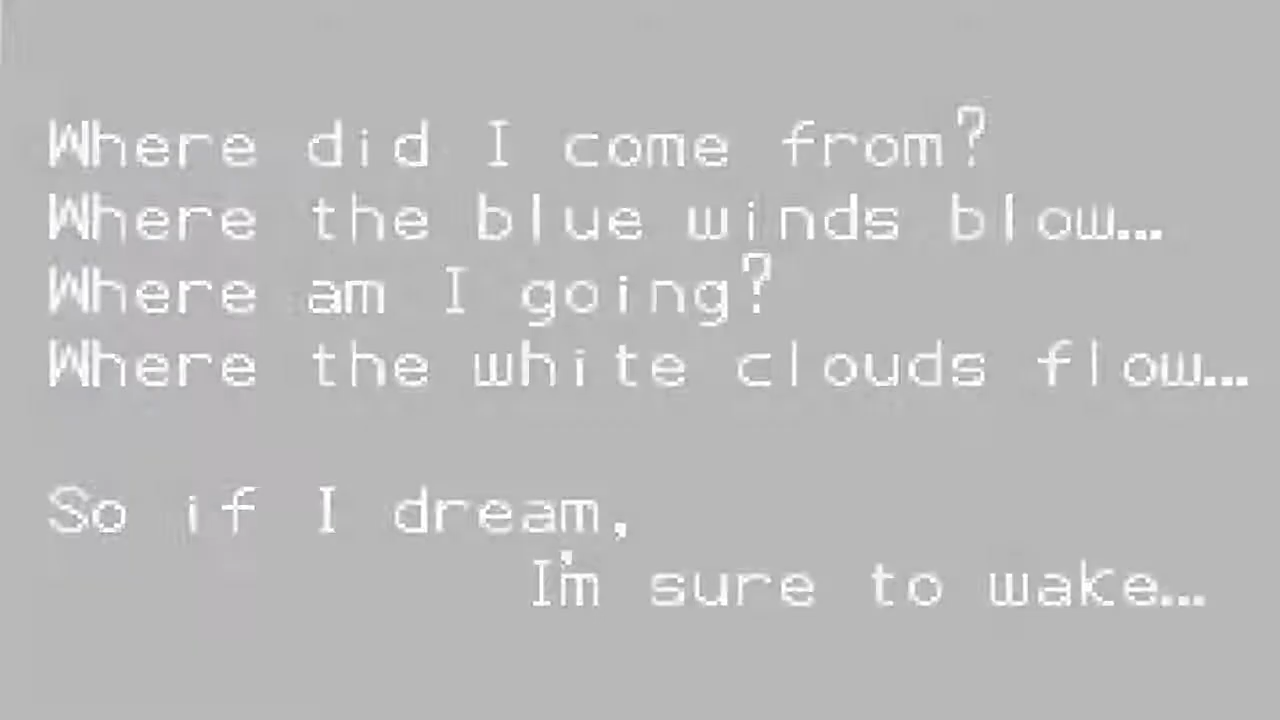 Where did I come from?
Where the blue winds blow...
Where am I going?
Where the white clouds flow...
So if I dream,
I'm sure to wake...